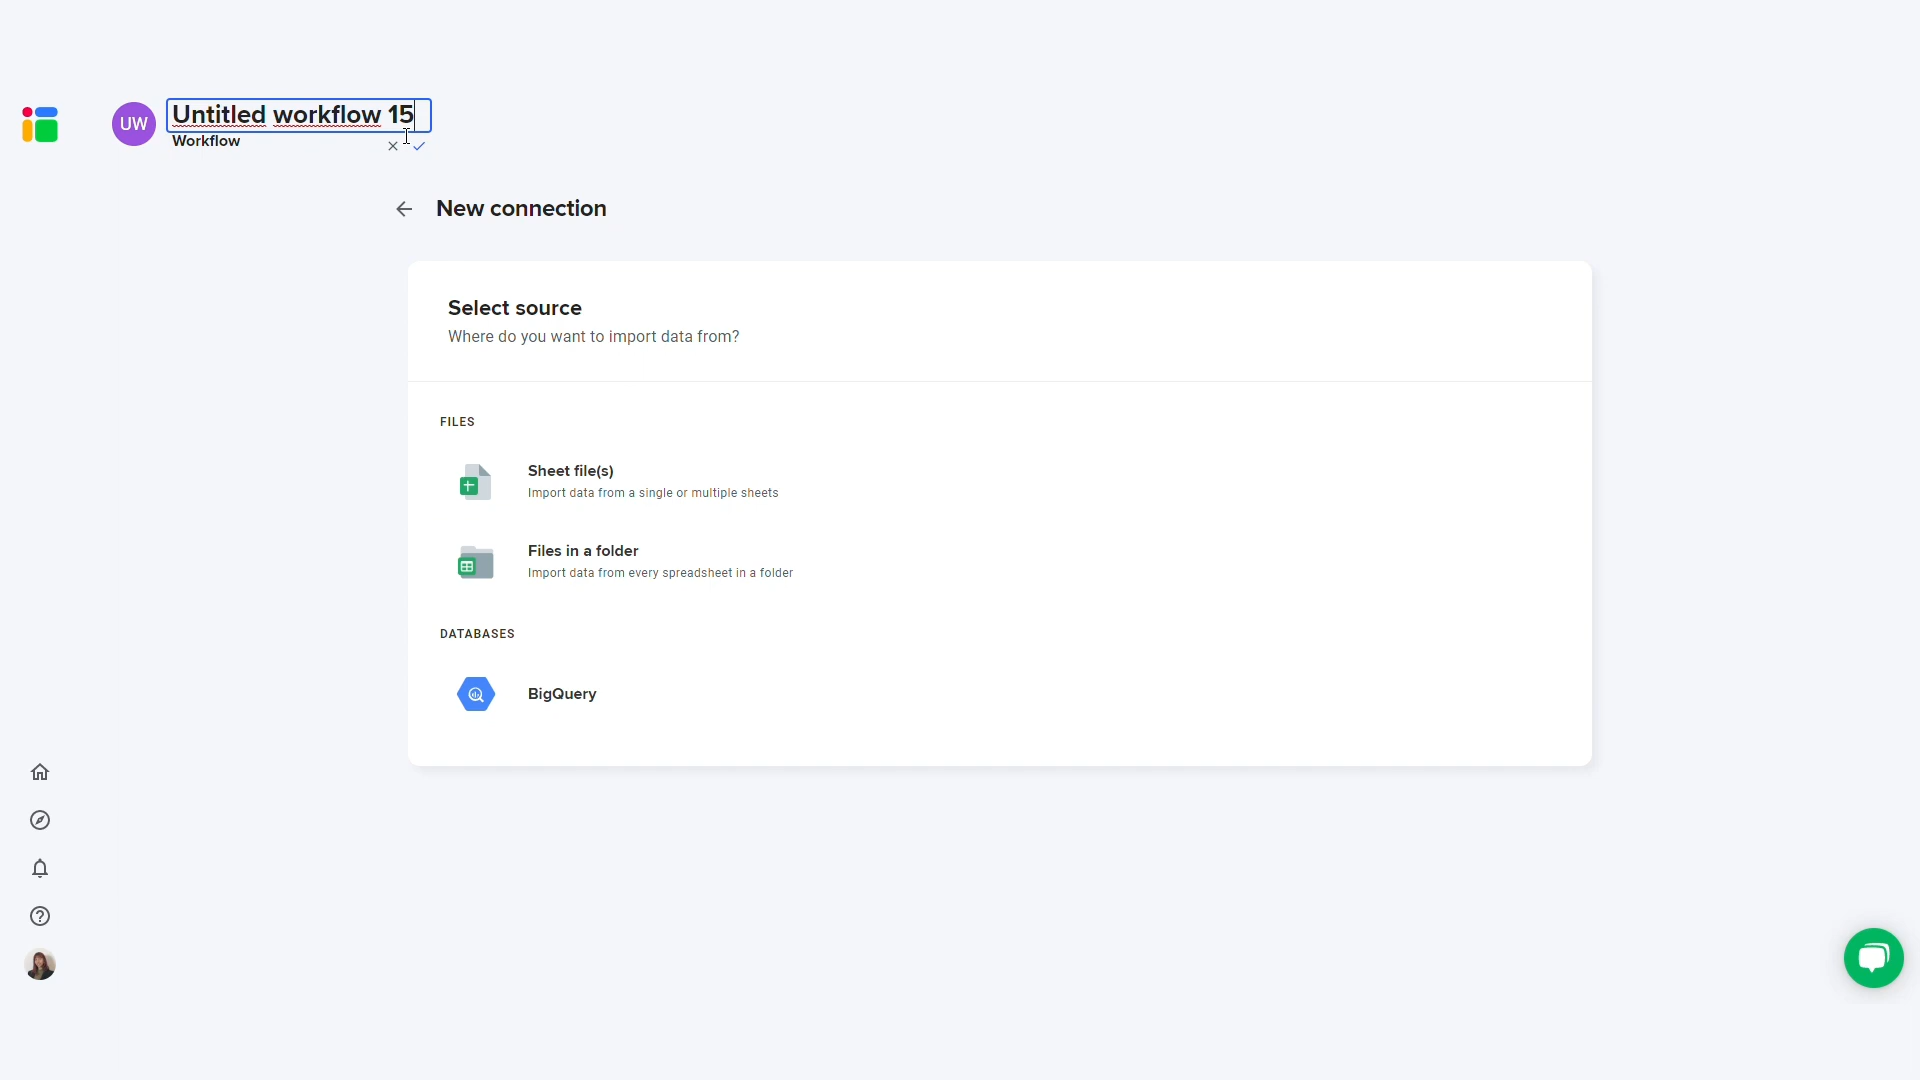 UW
Untitled workflow 15
Workflow
New connection
Select source
Where do you want to import data from?
FILES
Sheet file(s)
Import data from a single or multiple sheets
Files in a folder
Import data from every spreadsheet in a folder
DATABASES
BigQuery